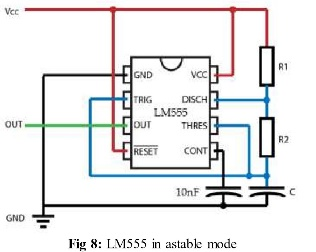 Vcc
GND VCC R1
TRIG DISCH
LM555
OUT OUT THRES R2
RESET CONT
10nF C
GND
Fig 8: LM555 in astable mode